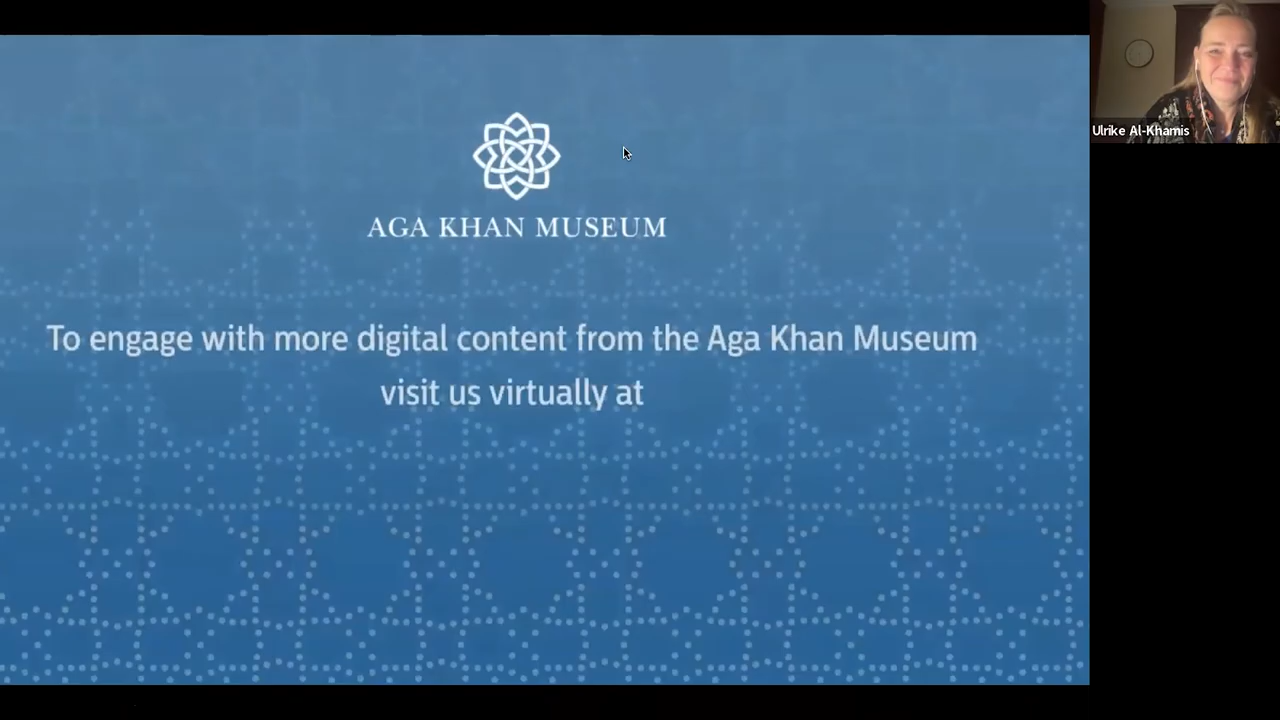 AGA KHAN MUSEUM
To engage with more digital content from the Aga Khan Museum
visit us virtually at
Ulrike Al-Khamis